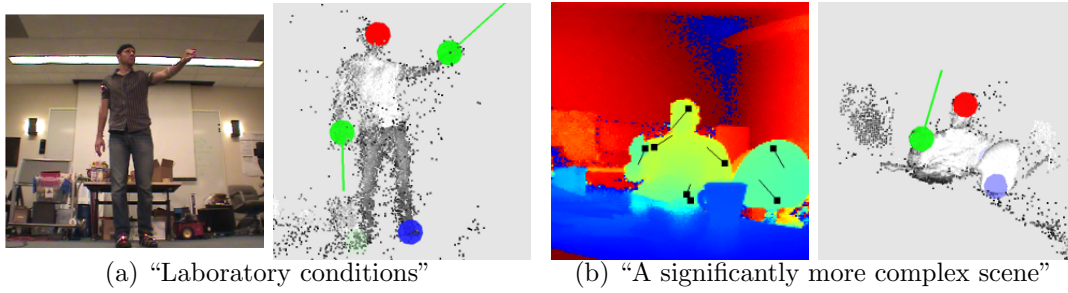 (a) “Laboratory conditions”
(b) “A significantly more complex scene”